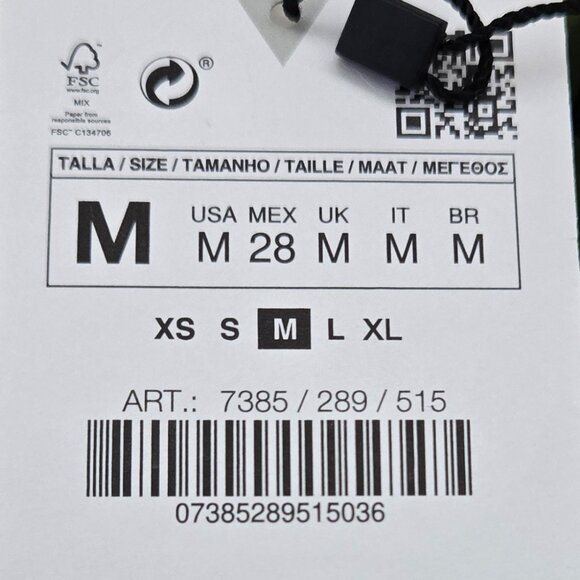 FSC
www.fsc.org
MIX
Paper from
responsible sources
FSC™ C134706
®
TALLA / SIZE / TAMANHO / TAILLE / MAAT / ΜΕΓΕΘΟΣ
M
USA MEX UK IT BR
M 28 M M M
XS S M L XL
ART.: 7385 / 289 / 515
07385289515036